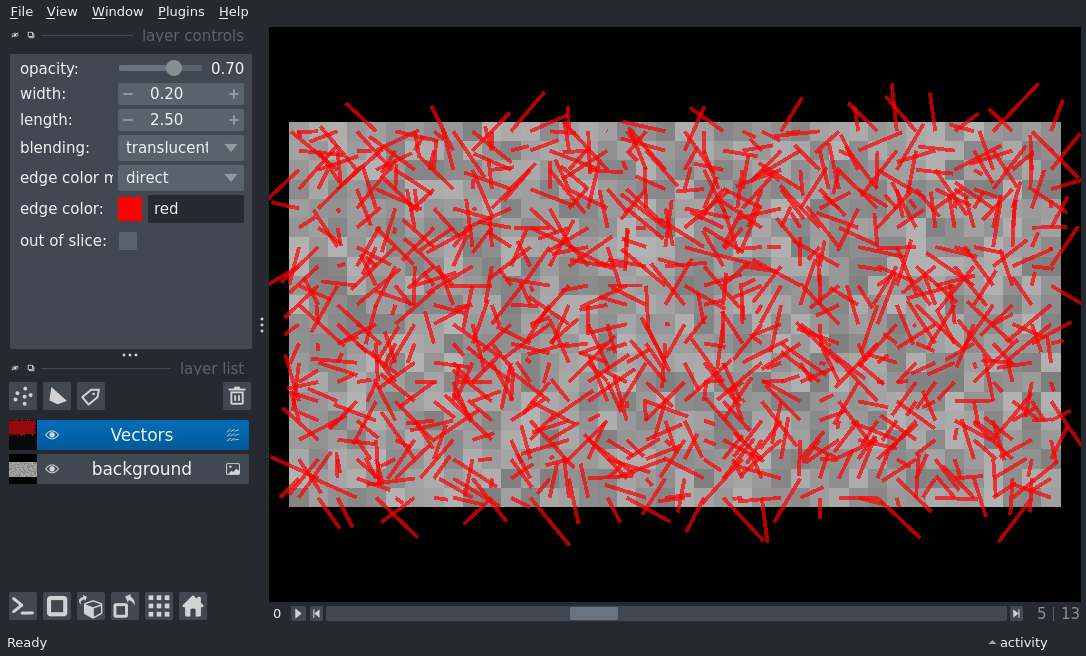 File View Window Plugins Help
layer controls
opacity: 0.70
width: 0.20
length: 2.50
blending: translucent
edge color m direct
edge color: red
out of slice:
layer list
Vectors
background
0 5 | 13
Ready activity